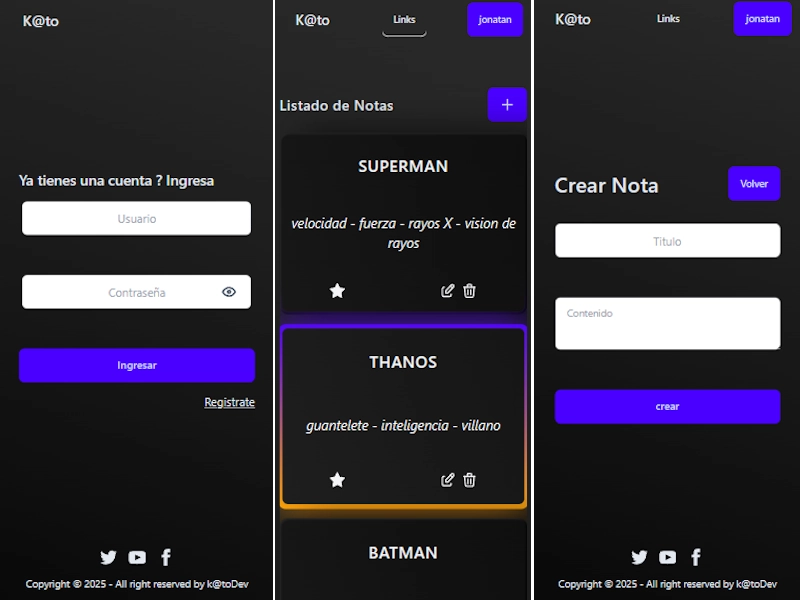 K@to
Ya tienes una cuenta ? Ingresa
Usuario
Contraseña
Ingresar
Registrate
Copyright © 2025 - All right reserved by k@toDev
K@to
Links
jonatan
Listado de Notas
+
SUPERMAN
velocidad - fuerza - rayos X - vision de
rayos
THANOS
guantelete - inteligencia - villano
BATMAN
K@to
Links
jonatan
Crear Nota
Volver
Titulo
Contenido
crear
Copyright © 2025 - All right reserved by k@toDev